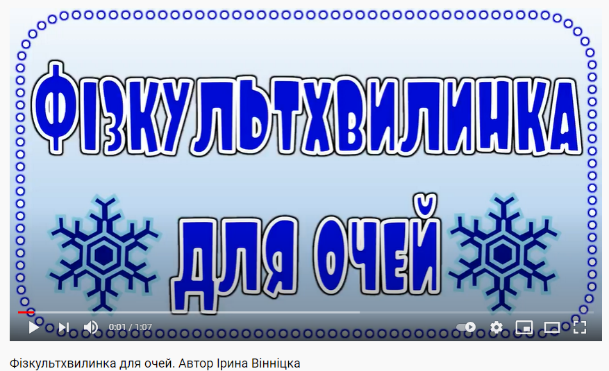 ФІЗКУЛЬТХВИЛИНКА
ДЛЯ ОЧЕЙ
0:01 / 1:07
Фізкультхвилинка для очей. Автор Ірина Вінніцка